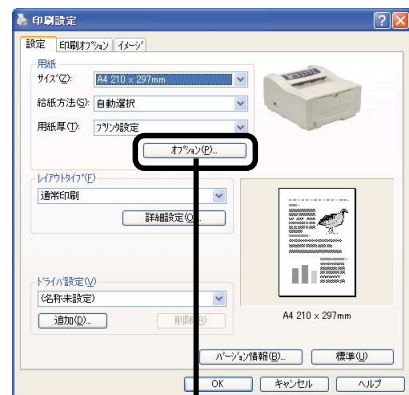 印刷設定
設定 印刷ｵﾌﾟｼｮﾝ ｲﾒｰｼﾞ
用紙
ｻｲｽﾞ(Z): A4 210 x 297mm
給紙方法(S): 自動選択
用紙厚(T): ﾌﾟﾘﾝﾀ設定
ｵﾌﾟｼｮﾝ(P)...
ﾚｲｱｳﾄﾀｲﾌﾟ(F)
通常印刷
詳細設定(O)...
ﾄﾞﾗｲﾊﾞ設定(V)
(名称未設定)
追加(D)... 削除(R)
A4 210 x 297mm
ﾊﾞｰｼﾞｮﾝ情報(B)... 標準(U)
OK キャンセル ヘルプ